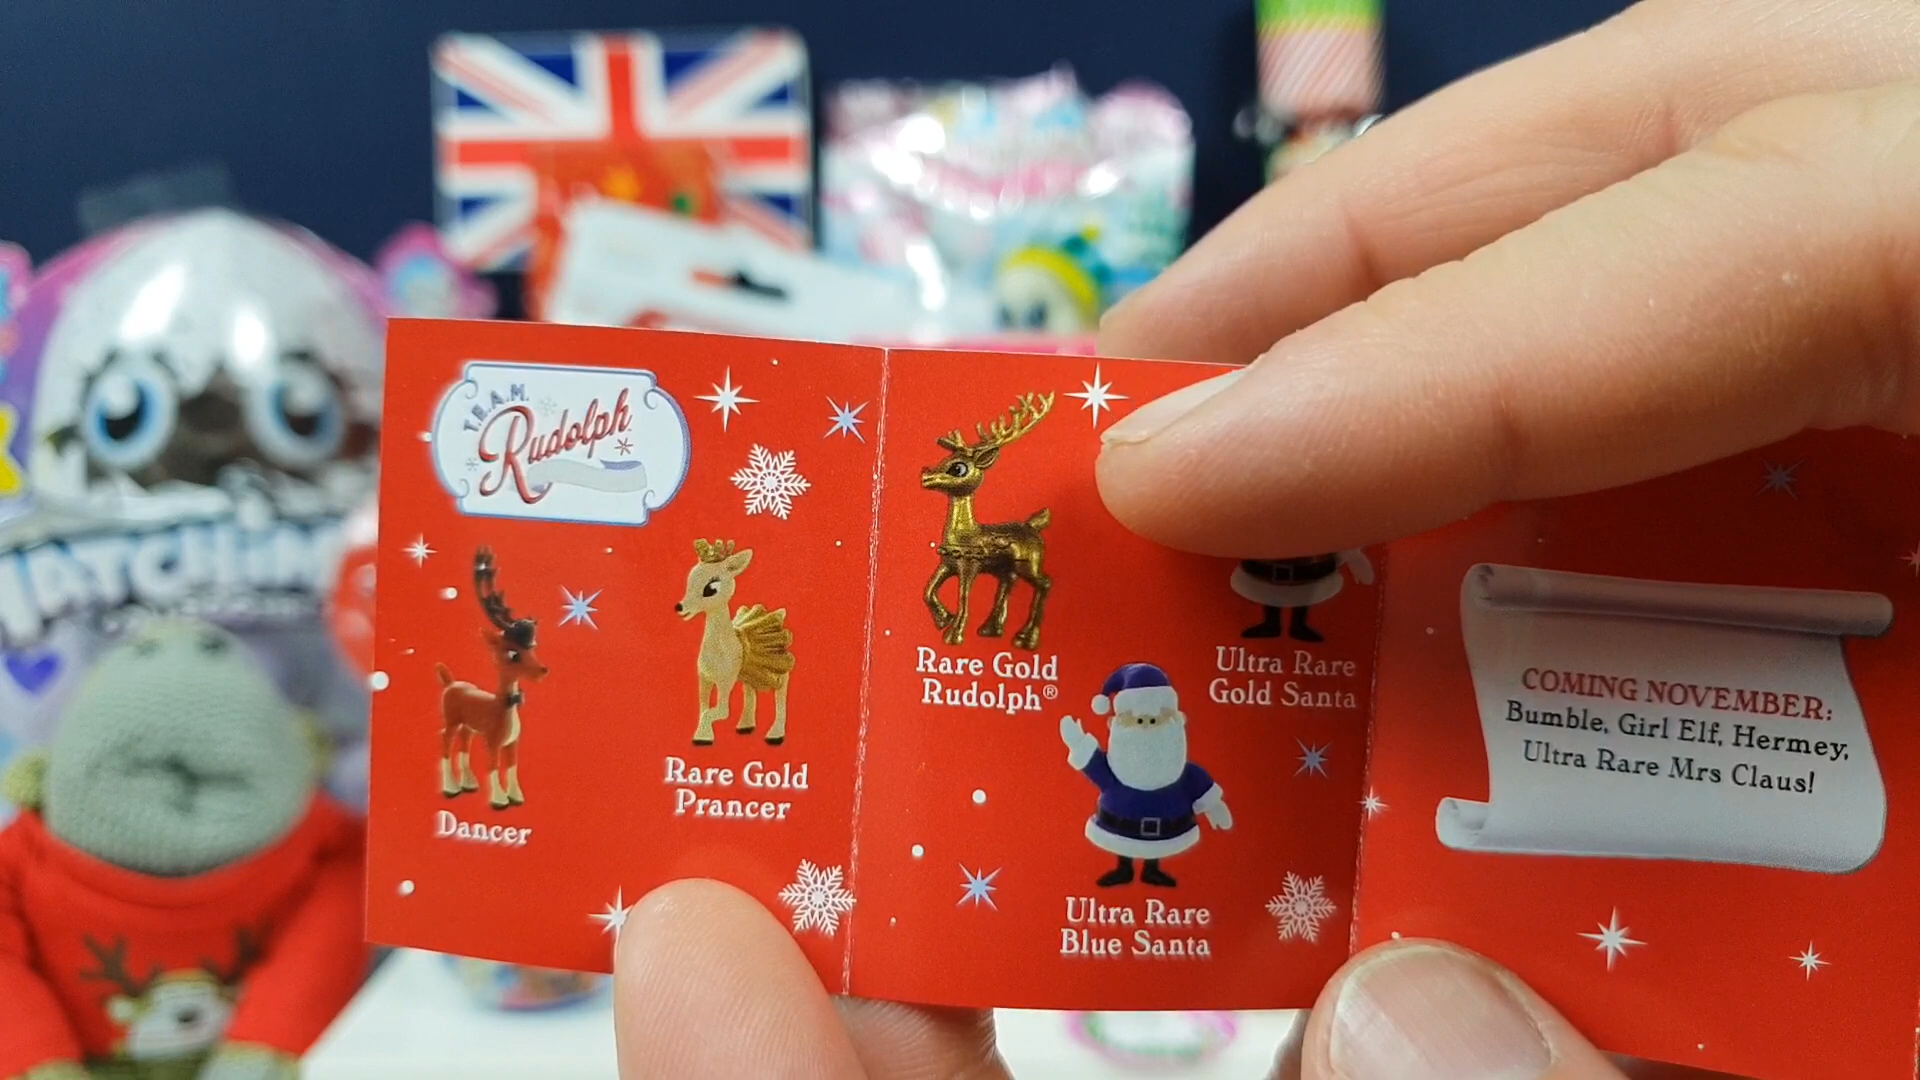 T.E.A.M.
Rudolph
Dancer
Rare Gold
Prancer
Rare Gold
Rudolph®
Ultra Rare
Gold Santa
Ultra Rare
Blue Santa
COMING NOVEMBER:
Bumble, Girl Elf, Hermey,
Ultra Rare Mrs Claus!
HATCHIM